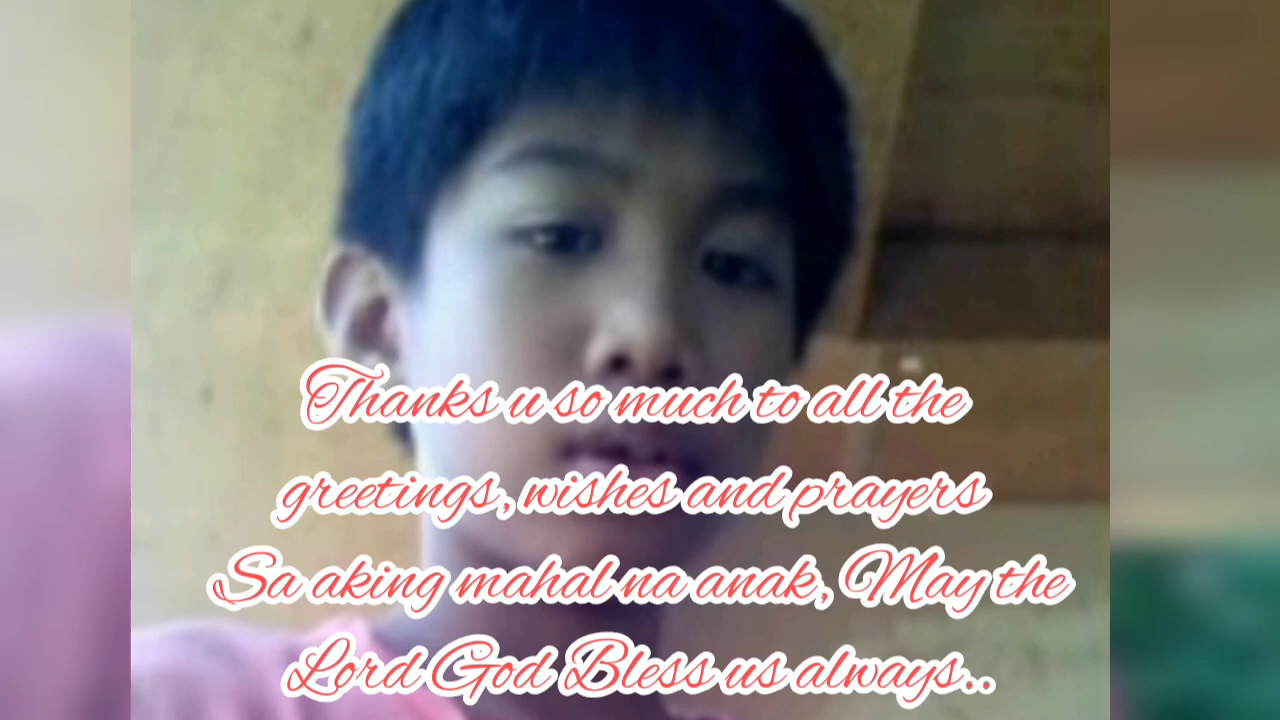 Thanks u so much to all the
greetings, wishes and prayers
Sa aking mahal na anak, May the
Lord God Bless us always..